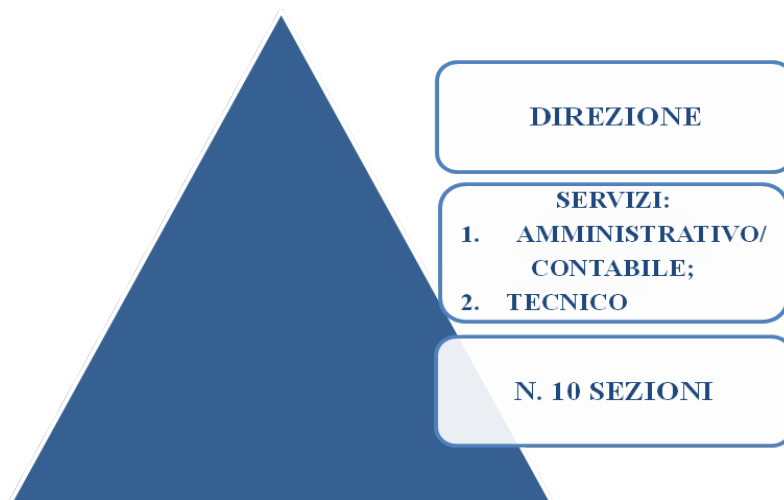 DIREZIONE
SERVIZI:
1. AMMINISTRATIVO/
CONTABILE;
2. TECNICO
N. 10 SEZIONI